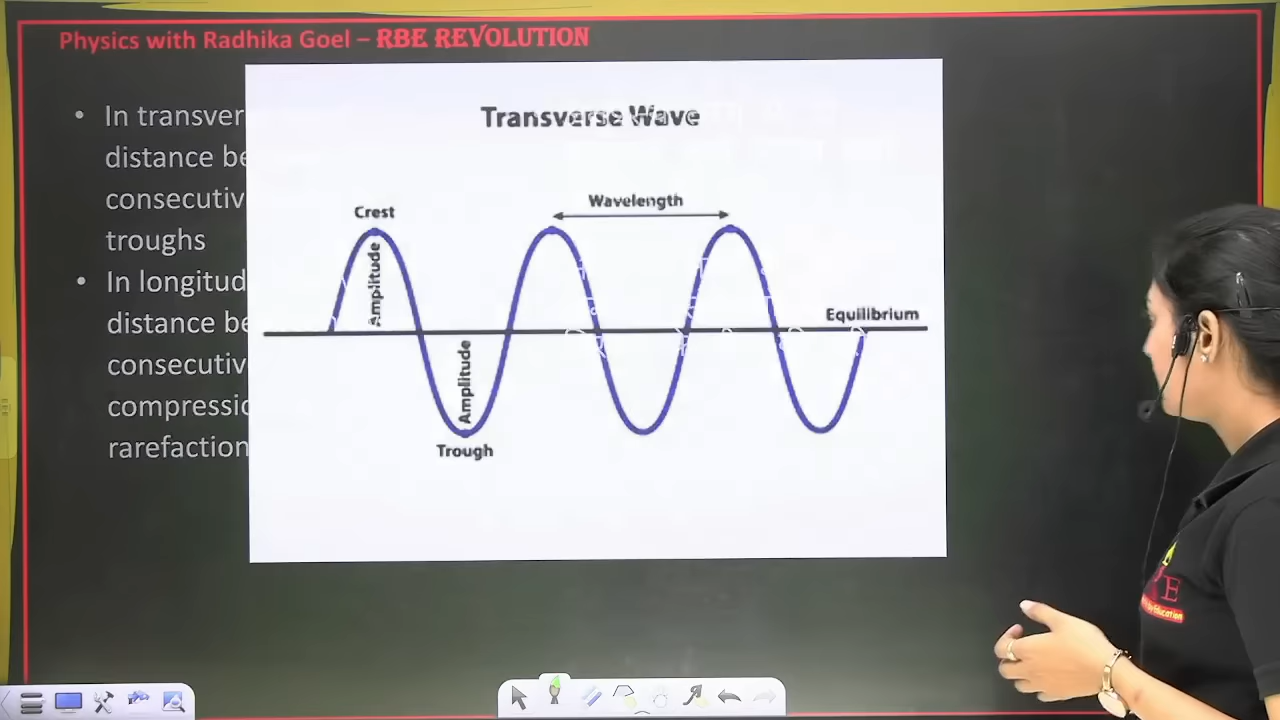 Physics with Radhika Goel – RBE REVOLUTION
• In transver
distance be
consecutiv
troughs
• In longitud
distance be
consecutiv
compressio
rarefaction
Transverse Wave
Crest
Wavelength
Amplitude
Equilibrium
Amplitude
Trough
E
Education